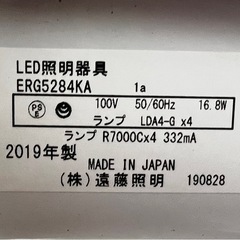 LED照明器具
ERG5284KA 1a
PS E 100V 50/60Hz 16.8W
ランプ LDA4-G x4
ランプ R7000Cx4 332mA
2019年製
MADE IN JAPAN
(株)遠藤照明 190828